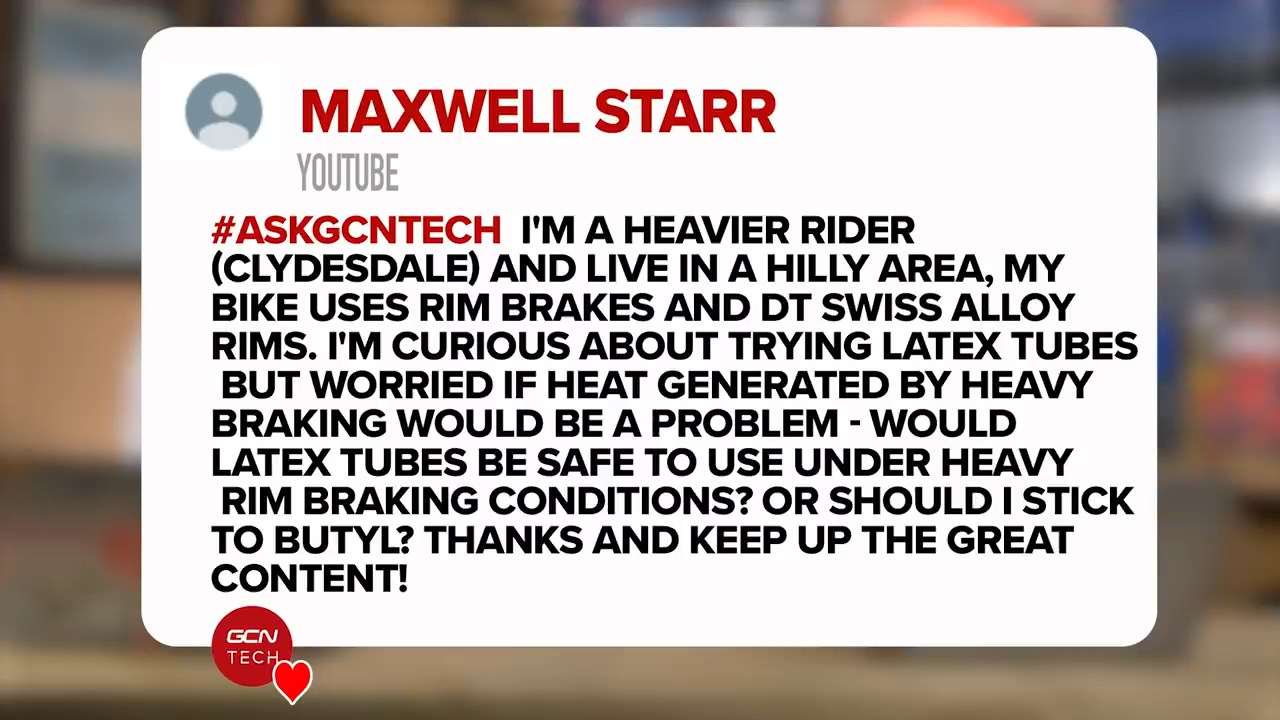 MAXWELL STARR
YOUTUBE
#ASKGCNTECH I'M A HEAVIER RIDER
(CLYDESDALE) AND LIVE IN A HILLY AREA, MY
BIKE USES RIM BRAKES AND DT SWISS ALLOY
RIMS. I'M CURIOUS ABOUT TRYING LATEX TUBES
BUT WORRIED IF HEAT GENERATED BY HEAVY
BRAKING WOULD BE A PROBLEM - WOULD
LATEX TUBES BE SAFE TO USE UNDER HEAVY
RIM BRAKING CONDITIONS? OR SHOULD I STICK
TO BUTYL? THANKS AND KEEP UP THE GREAT
CONTENT!
GCN
TECH